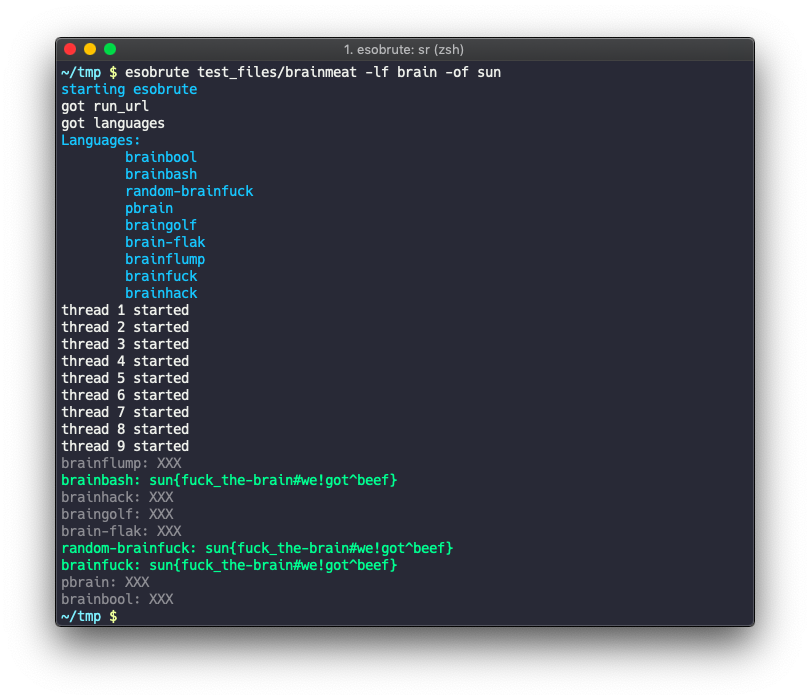 1. esobrute: sr (zsh)
~/tmp $ esobrute test_files/brainmeat -lf brain -of sun
starting esobrute
got run_url
got languages
Languages:
brainbool
brainbash
random-brainfuck
pbrain
braingolf
brain-flak
brainflump
brainfuck
brainhack
thread 1 started
thread 2 started
thread 3 started
thread 4 started
thread 5 started
thread 6 started
thread 7 started
thread 8 started
thread 9 started
brainflump: XXX
brainbash: sun{fuck_the-brain#we!got^beef}
brainhack: XXX
braingolf: XXX
brain-flak: XXX
random-brainfuck: sun{fuck_the-brain#we!got^beef}
brainfuck: sun{fuck_the-brain#we!got^beef}
pbrain: XXX
brainbool: XXX
~/tmp $